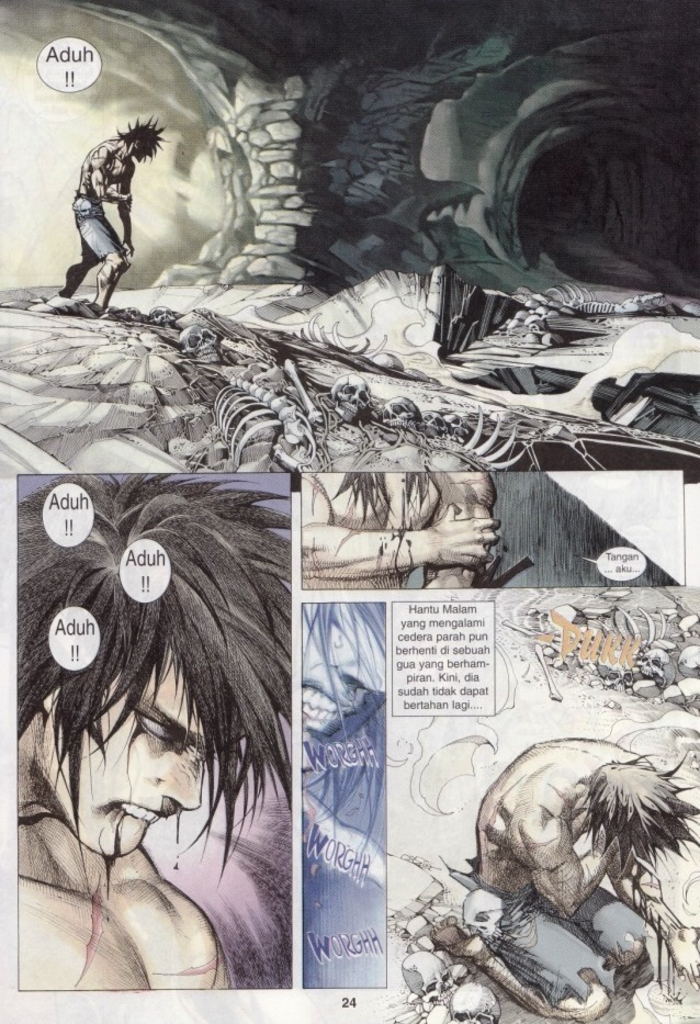 Aduh
!!
Aduh
!!
Aduh
!!
Aduh
!!
Tangan
... aku...
WORGHH
WORGHH
WORGHH
Hantu Malam
yang mengalami
cedera parah pun
berhenti di sebuah
gua yang berham-
piran. Kini, dia
sudah tidak dapat
bertahan lagi....
DUKK
24